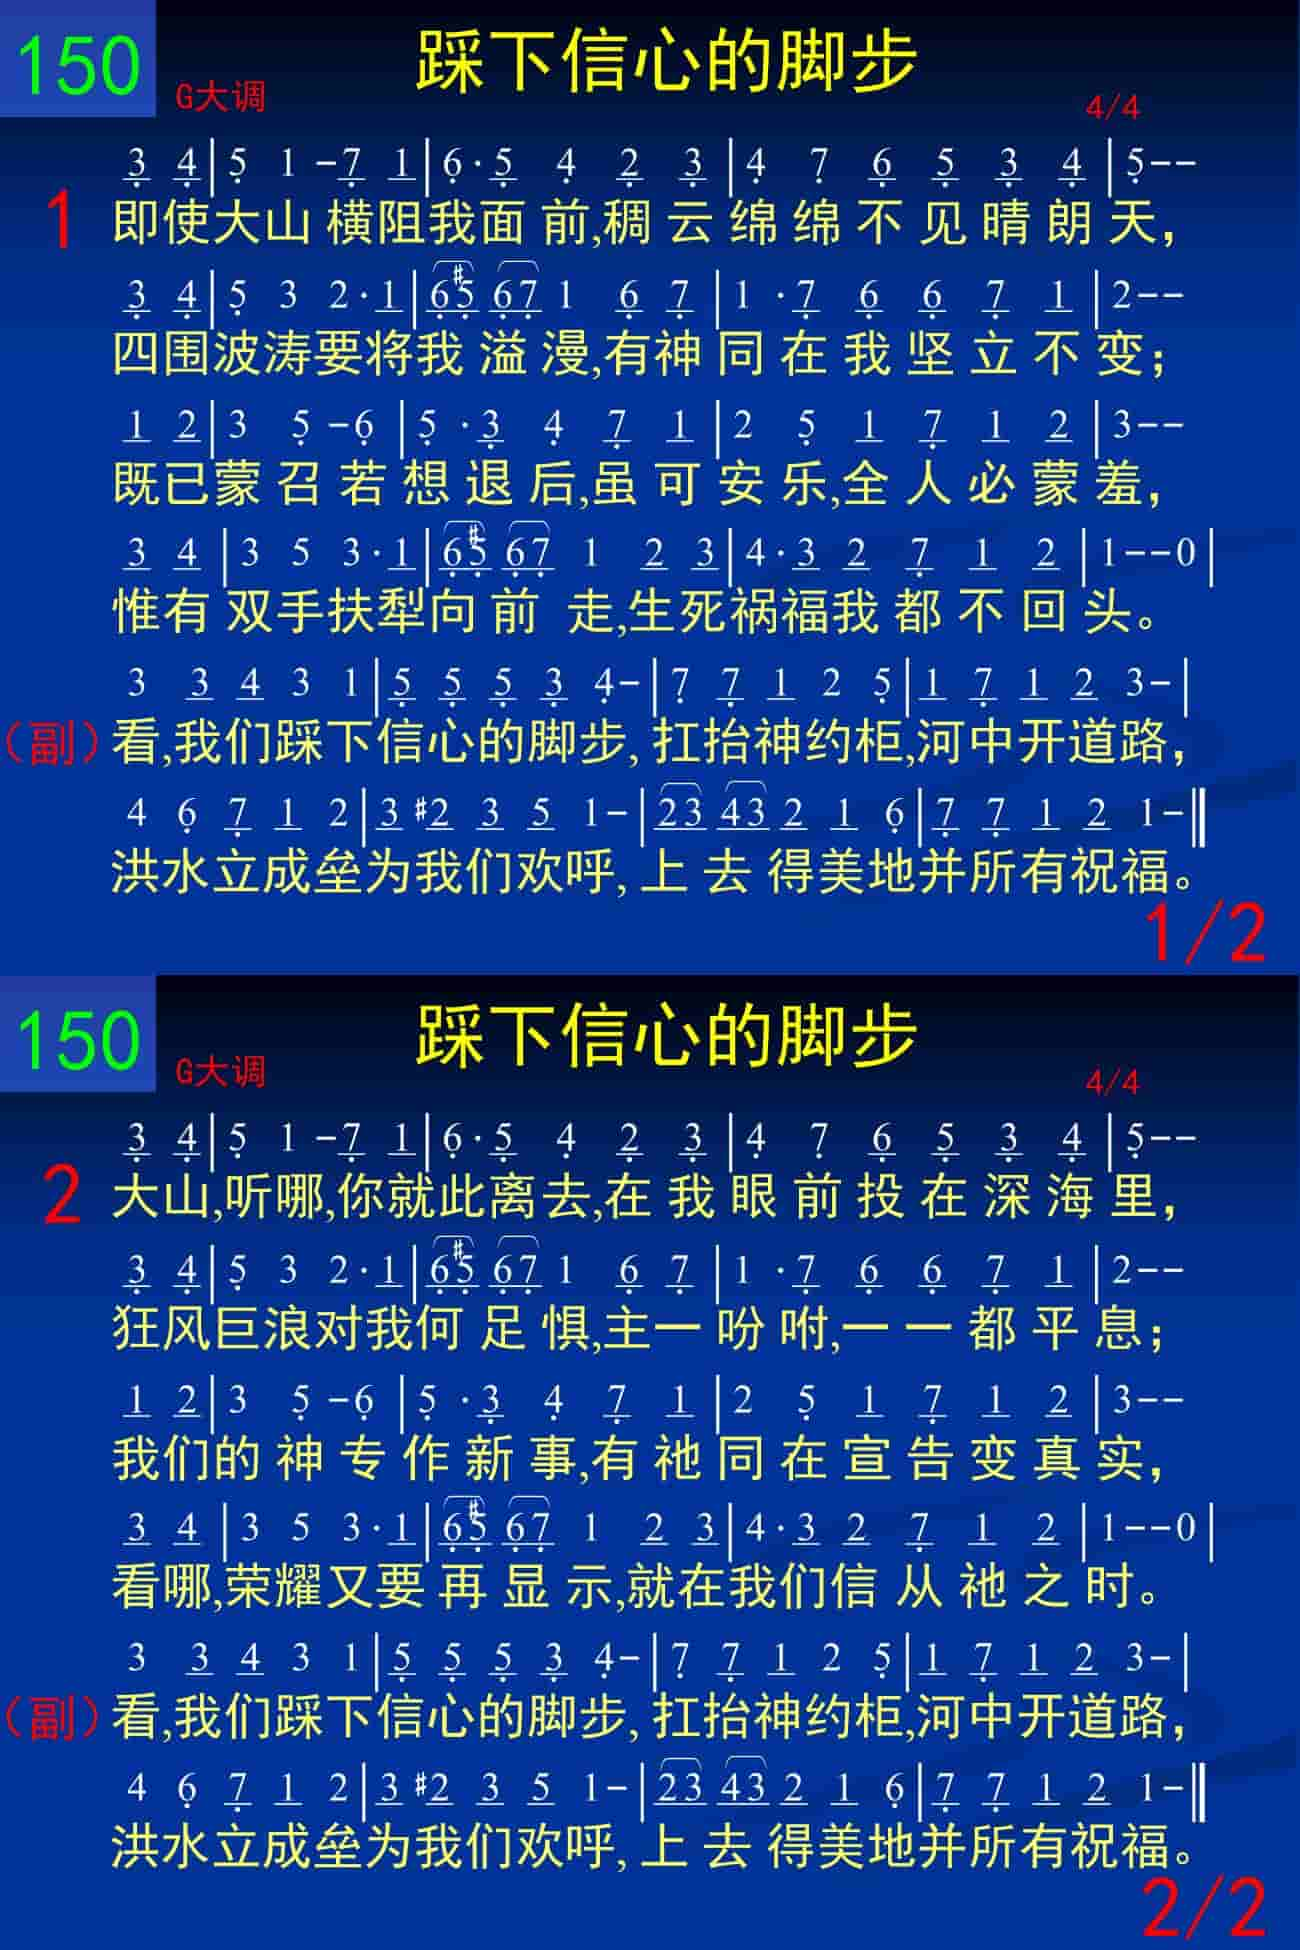 150
踩下信心的脚步
G大调
4/4
3 4|5 1 -7 1|6·5 4 2 3|4 7 6 5 3 4|5--
1
即使大山 横阻我面 前,稠 云 绵 绵 不 见 晴 朗 天，
3 4|5 3 2·1|6#5 67 1 6 7|1 ·7 6 6 7 1|2--
四围波涛要将我 溢 漫,有神 同 在 我 坚 立 不 变；
1 2|3 5 -6|5 ·3 4 7 1|2 5 1 7 1 2|3--
既已蒙 召 若 想 退 后,虽 可 安 乐,全 人 必 蒙 羞，
3 4|3 5 3·1|6#5 67 1 2 3|4·3 2 7 1 2|1--0|
惟有 双手扶犁向 前 走,生死祸福我 都 不 回 头。
3 3 4 3 1|5 5 5 3 4-|7 7 1 2 5|1 7 1 2 3-|
（副）看,我们踩下信心的脚步, 扛抬神约柜,河中开道路，
4 6 7 1 2|3 #2 3 5 1-|23 43 2 1 6|7 7 1 2 1-‖
洪水立成垒为我们欢呼, 上 去 得美地并所有祝福。
1/2
150
踩下信心的脚步
G大调
4/4
3 4|5 1 -7 1|6·5 4 2 3|4 7 6 5 3 4|5--
2
大山,听哪,你就此离去,在 我 眼 前 投 在 深 海 里，
3 4|5 3 2·1|6#5 67 1 6 7|1 ·7 6 6 7 1|2--
狂风巨浪对我何 足 惧,主一 吩 咐,一 一 都 平 息；
1 2|3 5 -6|5 ·3 4 7 1|2 5 1 7 1 2|3--
我们的 神 专 作 新 事,有 祂 同 在 宣 告 变 真 实，
3 4|3 5 3·1|6#5 67 1 2 3|4·3 2 7 1 2|1--0|
看哪,荣耀又要 再 显 示,就在我们信 从 祂 之 时。
3 3 4 3 1|5 5 5 3 4-|7 7 1 2 5|1 7 1 2 3-|
（副）看,我们踩下信心的脚步, 扛抬神约柜,河中开道路，
4 6 7 1 2|3 #2 3 5 1-|23 43 2 1 6|7 7 1 2 1-‖
洪水立成垒为我们欢呼, 上 去 得美地并所有祝福。
2/2